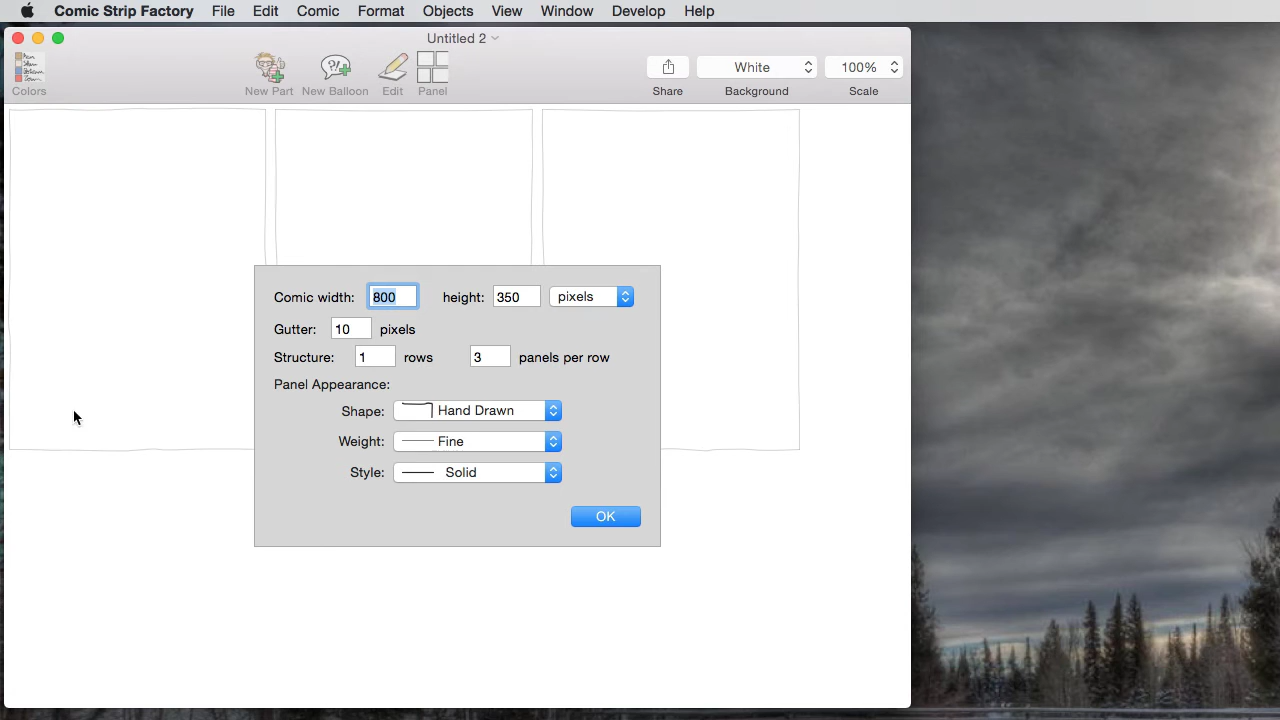 Comic Strip Factory File Edit Comic Format Objects View Window Develop Help
Untitled 2
White 100%
Colors New Part New Balloon Edit Panel Share Background Scale
Comic width: 800 height: 350 pixels
Gutter: 10 pixels
Structure: 1 rows 3 panels per row
Panel Appearance:
Shape: Hand Drawn
Weight: Fine
Style: Solid
OK